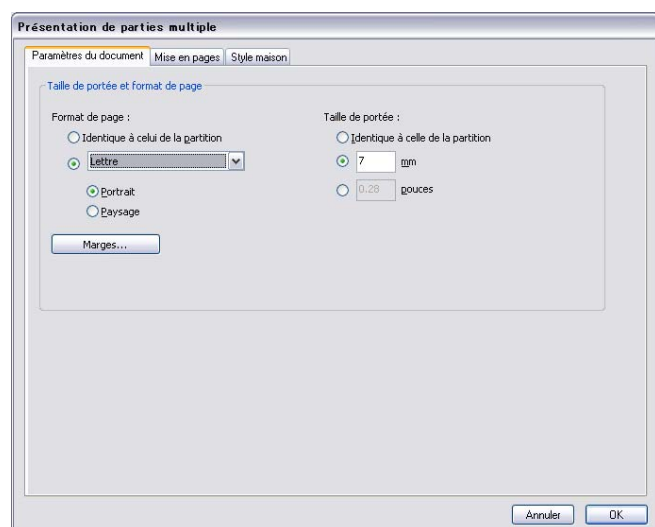 Présentation de parties multiple
Paramètres du document
Mise en pages
Style maison
Taille de portée et format de page
Format de page :
Identique à celui de la partition
Lettre
Portrait
Paysage
Marges...
Taille de portée :
Identique à celle de la partition
7 mm
0.28 pouces
Annuler
OK